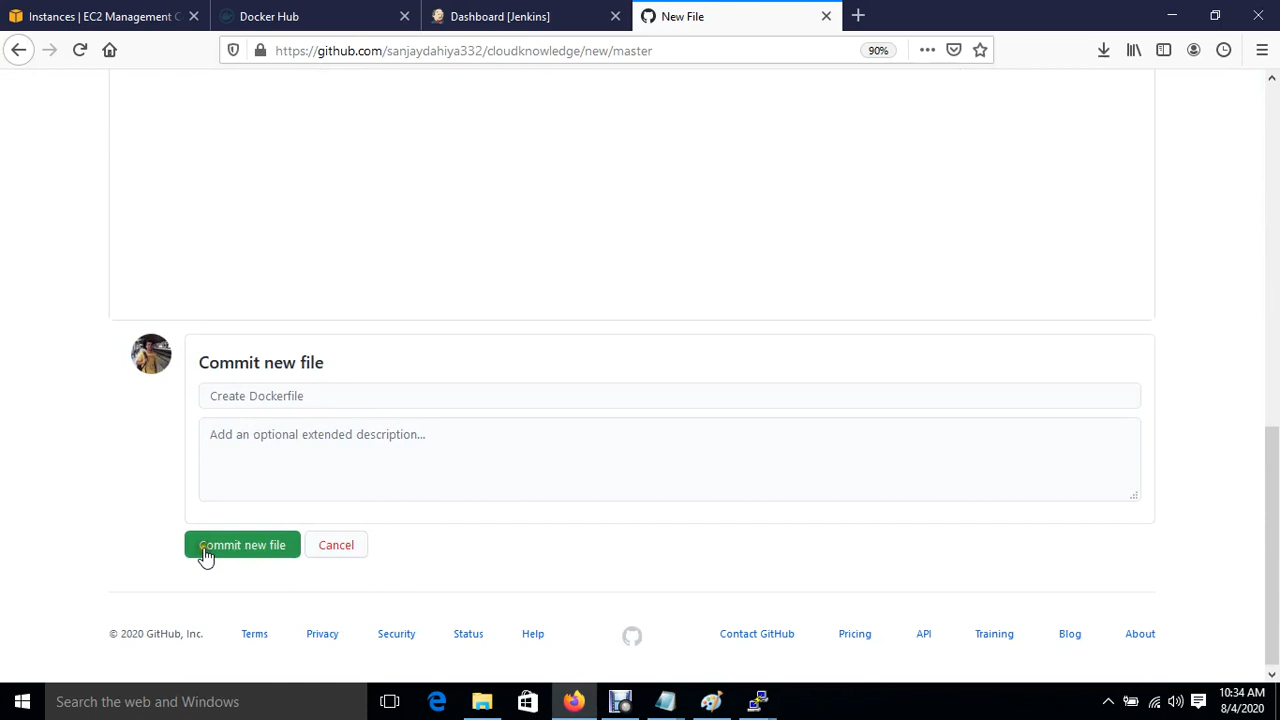 Instances | EC2 Management C
Docker Hub
Dashboard [Jenkins]
New File
https://github.com/sanjaydahiya332/cloudknowledge/new/master
90%
Commit new file
Create Dockerfile
Add an optional extended description...
Commit new file
Cancel
© 2020 GitHub, Inc.
Terms
Privacy
Security
Status
Help
Contact GitHub
Pricing
API
Training
Blog
About
Search the web and Windows
10:34 AM
8/4/2020